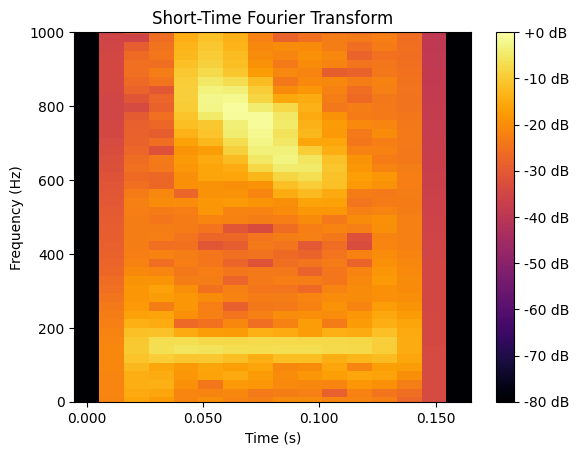 Short-Time Fourier Transform
1000
800
600
400
200
0
Frequency (Hz)
0.000
0.050
0.100
0.150
Time (s)
+0 dB
-10 dB
-20 dB
-30 dB
-40 dB
-50 dB
-60 dB
-70 dB
-80 dB